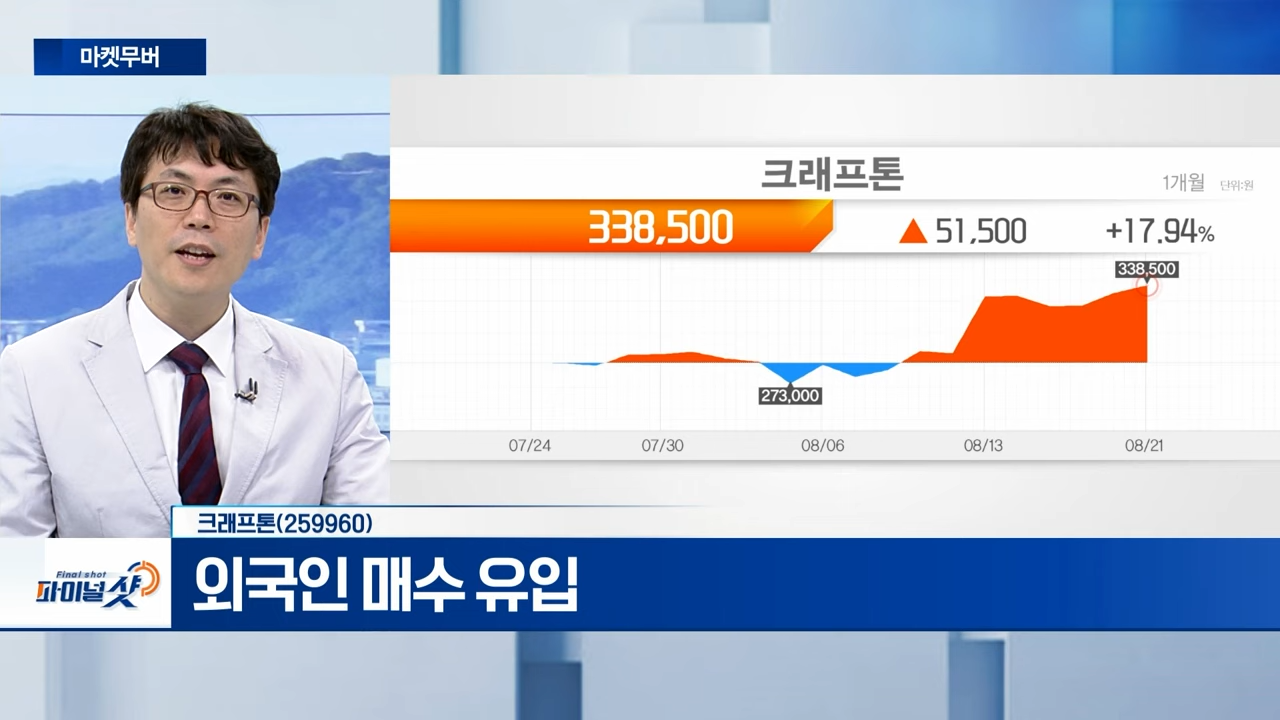 마켓무버
크래프톤
1개월 단위:원
338,500 ▲ 51,500 +17.94%
338,500
273,000
07/24 07/30 08/06 08/13 08/21
크래프톤(259960)
Final shot
파이널샷
외국인 매수 유입